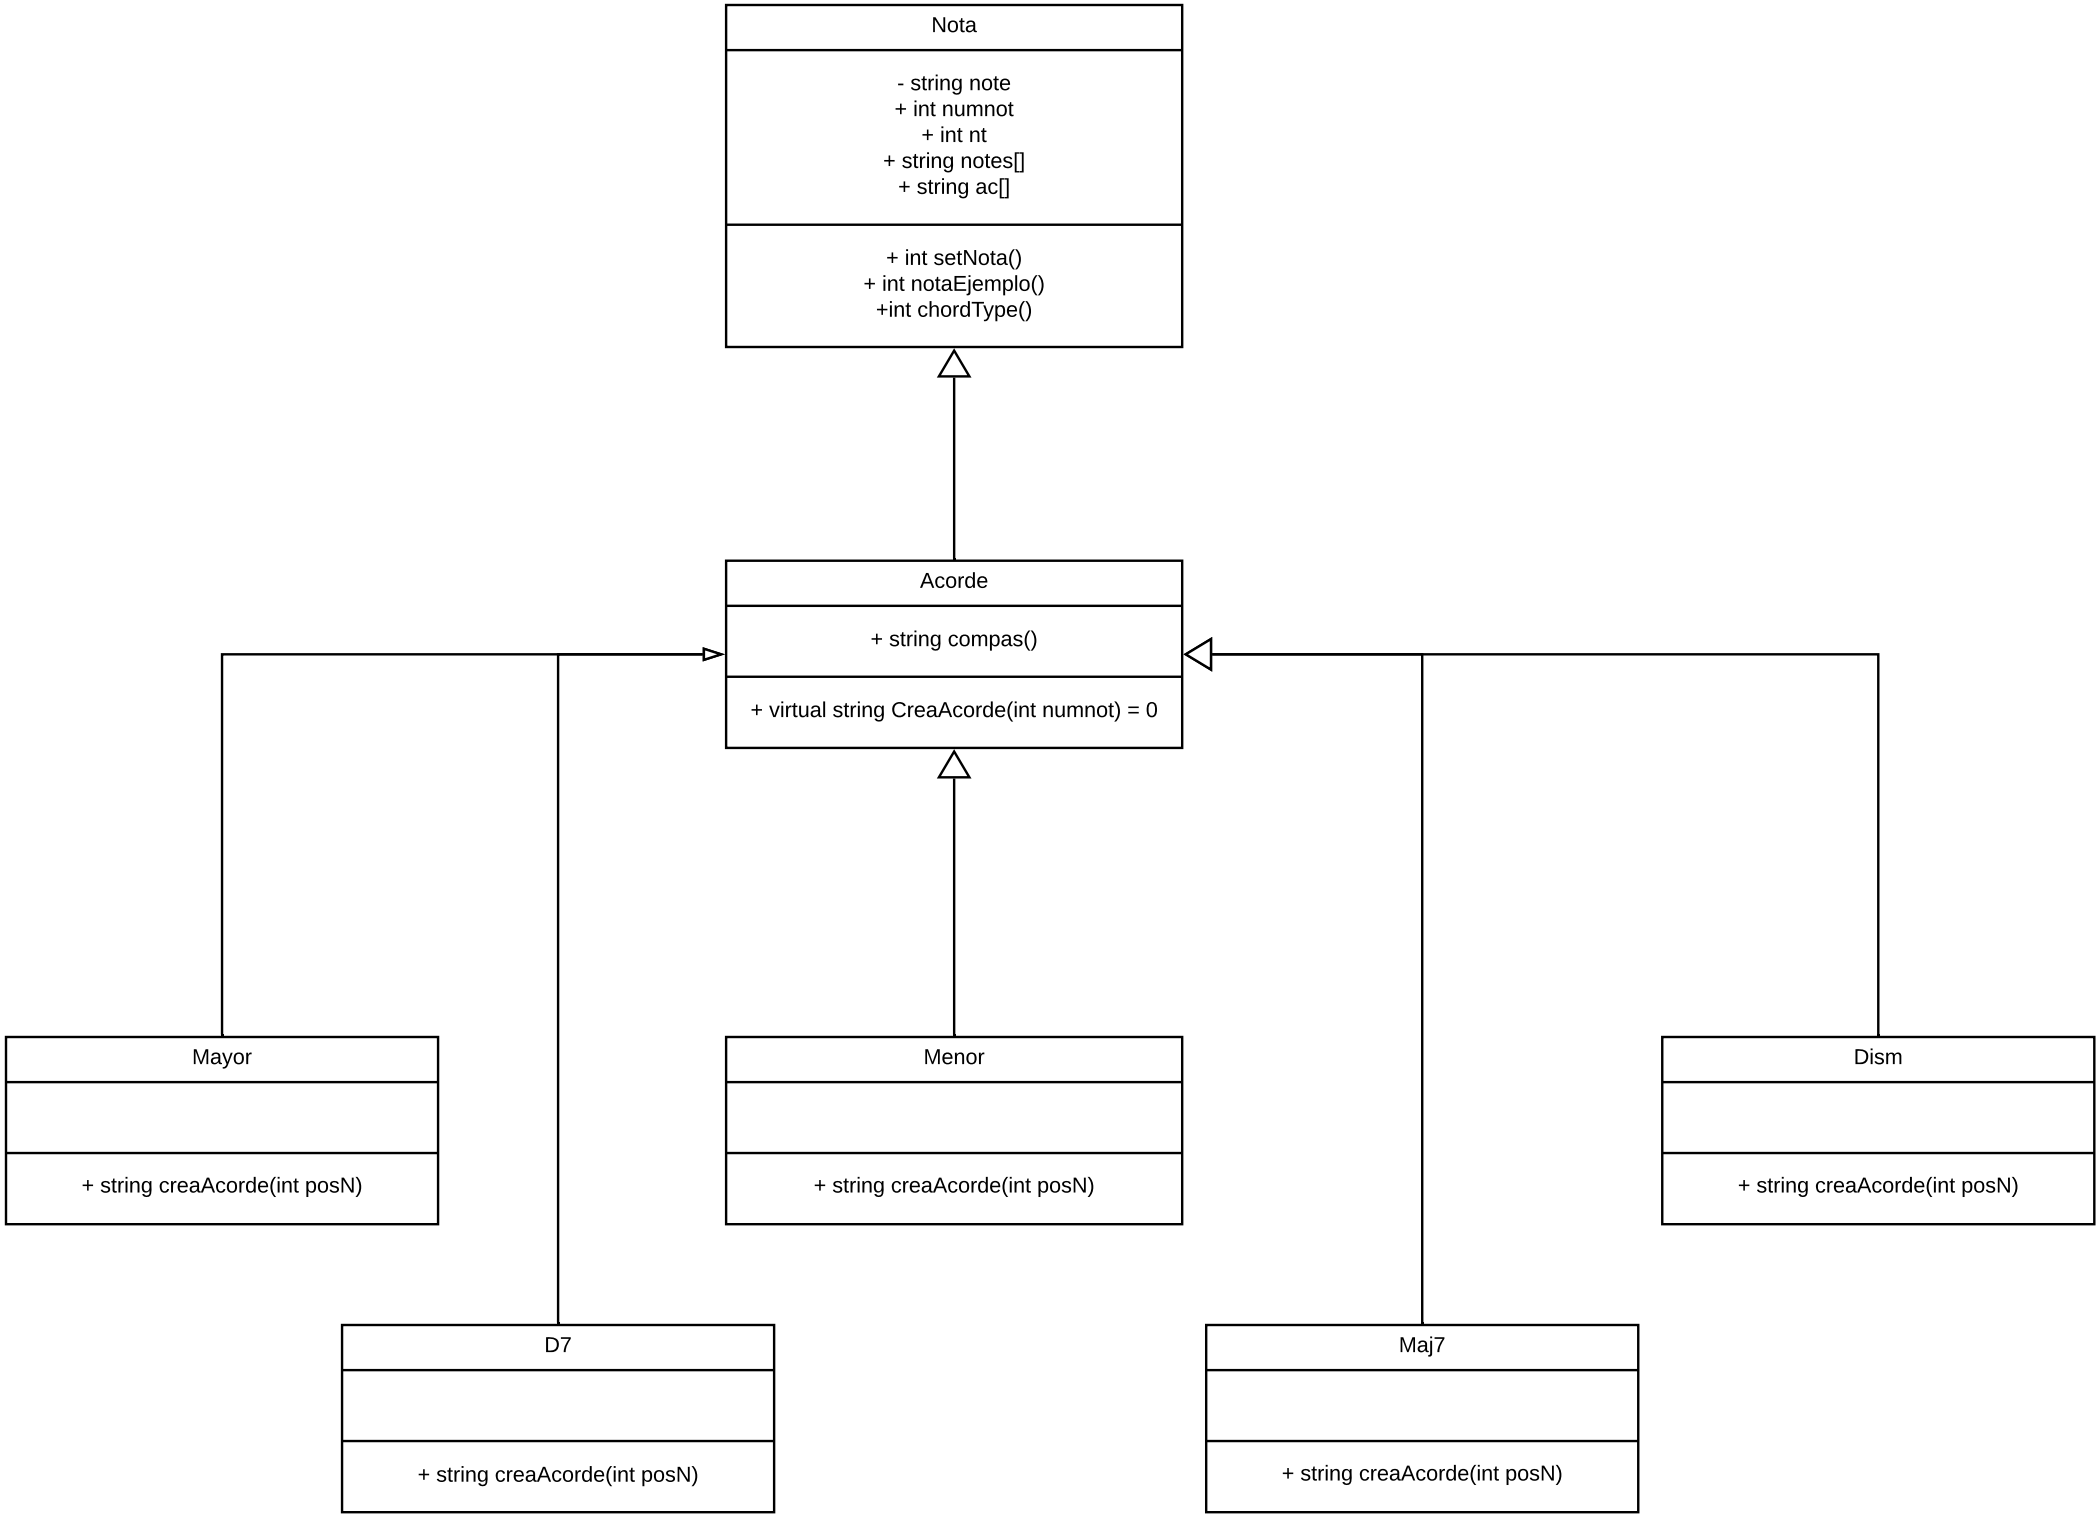 Nota
- string note
+ int numnot
+ int nt
+ string notes[]
+ string ac[]
+ int setNota()
+ int notaEjemplo()
+int chordType()
Acorde
+ string compas()
+ virtual string CreaAcorde(int numnot) = 0
Mayor
+ string creaAcorde(int posN)
Menor
+ string creaAcorde(int posN)
Dism
+ string creaAcorde(int posN)
D7
+ string creaAcorde(int posN)
Maj7
+ string creaAcorde(int posN)